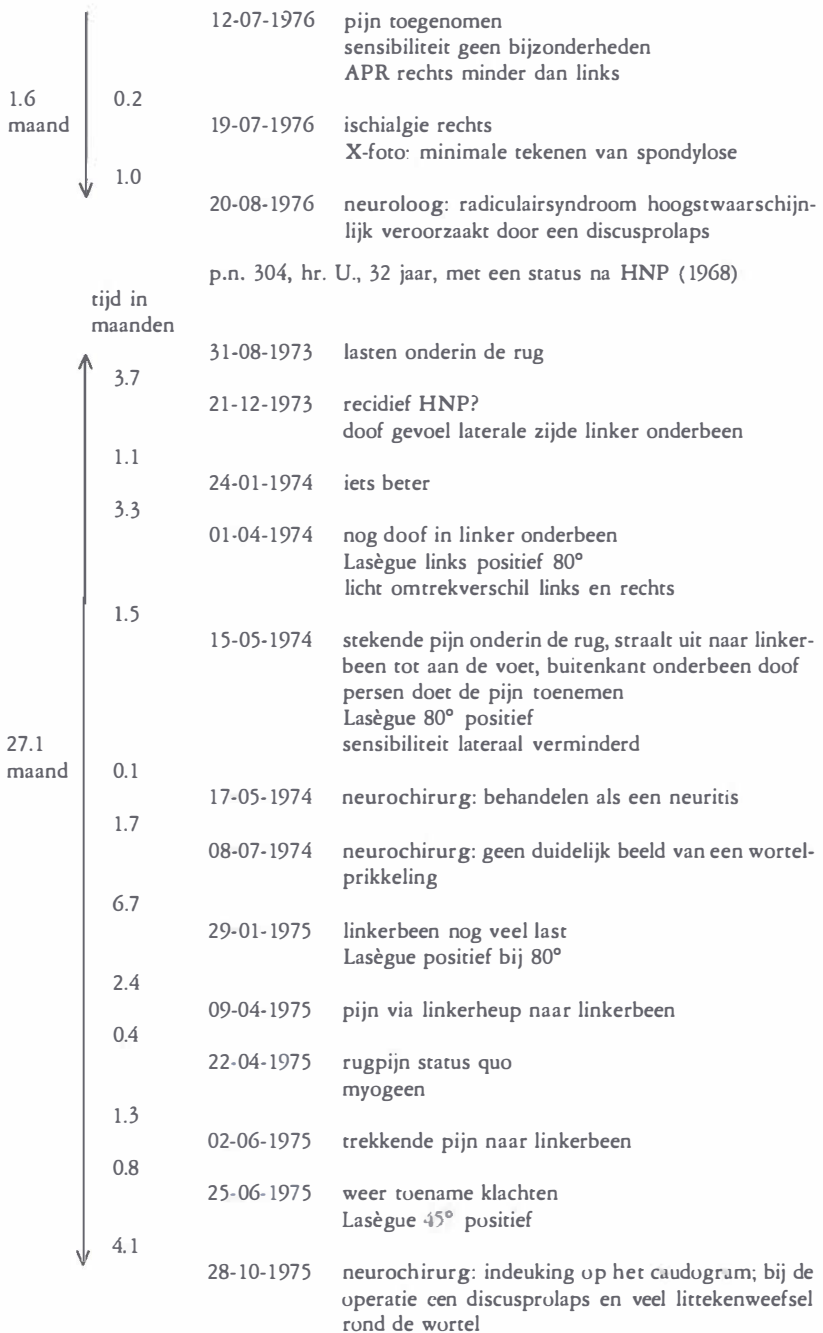 12-07-1976 pijn toegenomen
sensibiliteit geen bijzonderheden
APR rechts minder dan links
1.6 maand
0.2
19-07-1976 ischialgie rechts
X-foto: minimale tekenen van spondylose
1.0
20-08-1976 neuroloog: radiculairsyndroom hoogstwaarschijn-
lijk veroorzaakt door een discusprolaps
p.n. 304, hr. U., 32 jaar, met een status na HNP (1968)
tijd in
maanden
31-08-1973 lasten onderin de rug
3.7
21-12-1973 recidief HNP?
doof gevoel laterale zijde linker onderbeen
1.1
24-01-1974 iets beter
3.3
01-04-1974 nog doof in linker onderbeen
Lasègue links positief 80°
licht omtrekverschil links en rechts
1.5
15-05-1974 stekende pijn onderin de rug, straalt uit naar linker-
been tot aan de voet, buitenkant onderbeen doof
persen doet de pijn toenemen
Lasègue 80° positief
sensibiliteit lateraal verminderd
27.1
maand
0.1
17-05-1974 neurochirurg: behandelen als een neuritis
1.7
08-07-1974 neurochirurg: geen duidelijk beeld van een wortel-
prikkeling
6.7
29-01-1975 linkerbeen nog veel last
Lasègue positief bij 80°
2.4
09-04-1975 pijn via linkerheup naar linkerbeen
0.4
22-04-1975 rugpijn status quo
myogeen
1.3
02-06-1975 trekkende pijn naar linkerbeen
0.8
25-06-1975 weer toename klachten
Lasègue 45° positief
4.1
28-10-1975 neurochirurg: indeuking op het caudogram; bij de
operatie een discusprolaps en veel littekenweefsel
rond de wortel